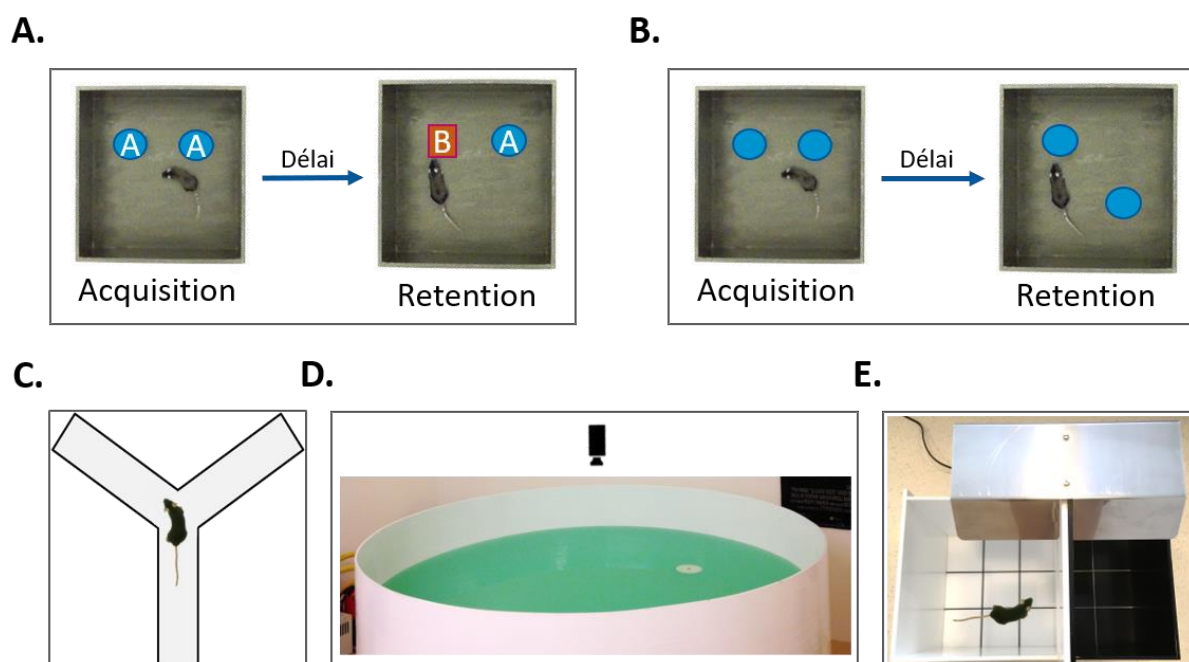 A.
B.
A A
B A
Délai
Délai
Acquisition
Retention
Acquisition
Retention
C.
D.
E.